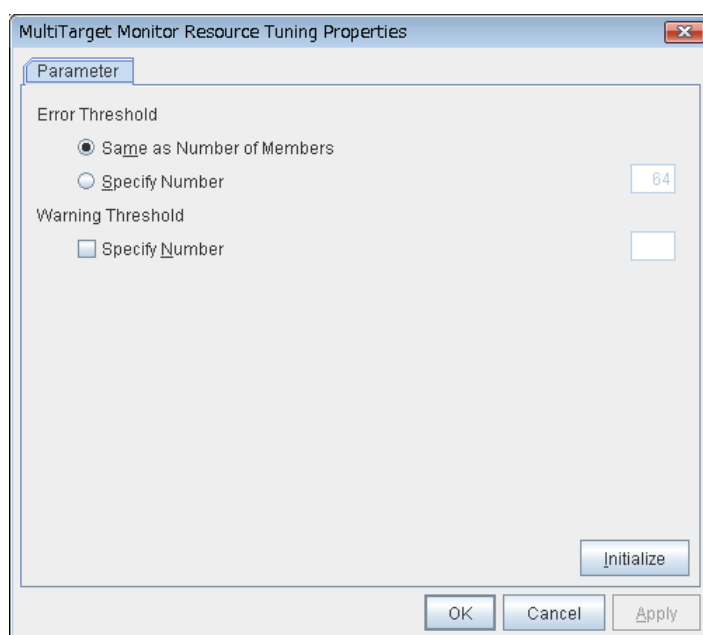 MultiTarget Monitor Resource Tuning Properties
Parameter
Error Threshold
Same as Number of Members
Specify Number 64
Warning Threshold
Specify Number
Initialize
OK Cancel Apply